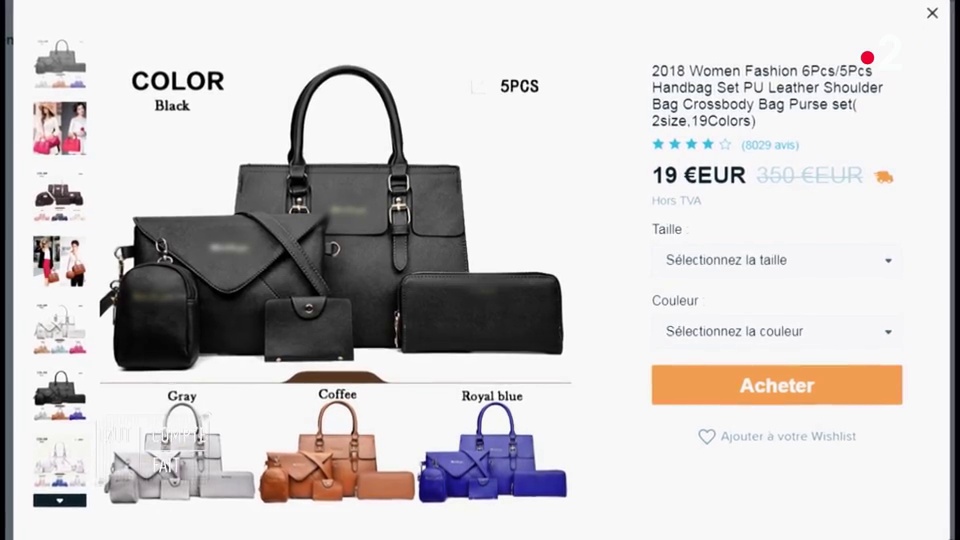 COLOR
Black
5PCS
Gray
Coffee
Royal blue
TOUT COMPTE
FAIT
2
2018 Women Fashion 6Pcs/5Pcs
Handbag Set PU Leather Shoulder
Bag Crossbody Bag Purse set(
2size,19Colors)
(8029 avis)
19 €EUR 350 €EUR
Hors TVA
Taille :
Sélectionnez la taille
Couleur :
Sélectionnez la couleur
Acheter
Ajouter à votre Wishlist